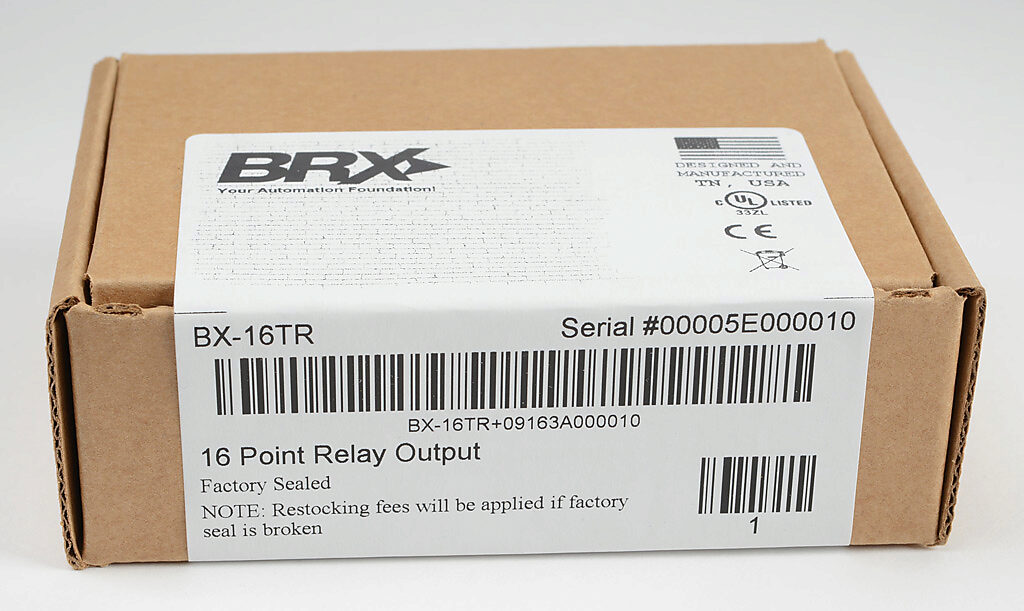 BRX
Your Automation Foundation!
DESIGNED AND
MANUFACTURED
TN, USA
C UL LISTED
33ZL
CE
BX-16TR
Serial #00005E000010
BX-16TR+09163A000010
16 Point Relay Output
Factory Sealed
NOTE: Restocking fees will be applied if factory
seal is broken
1